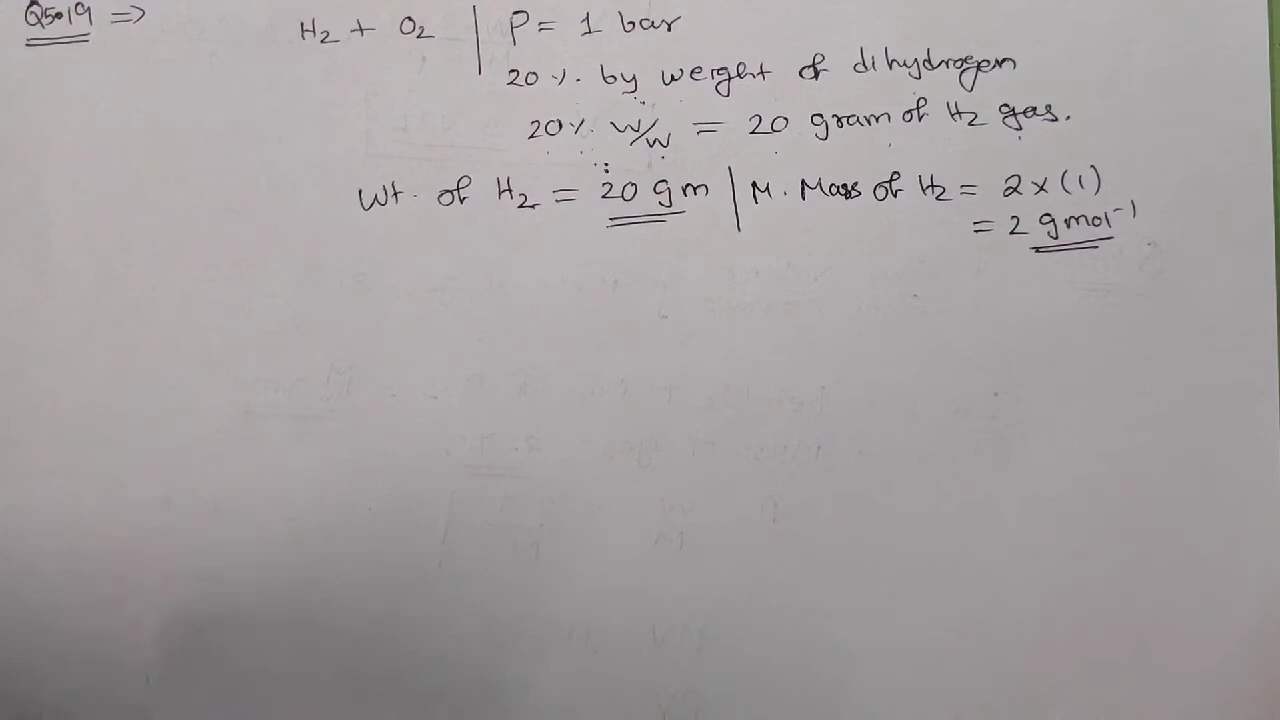 Q5.19 ⇒
H₂ + O₂ | P = 1 bar
20 %. by weight of dihydrogen
20 %. W/W = 20 gram of H₂ gas.
Wt. of H₂ = 20 gm | M. Mass of H₂ = 2 × (1)
= 2 gmol⁻¹